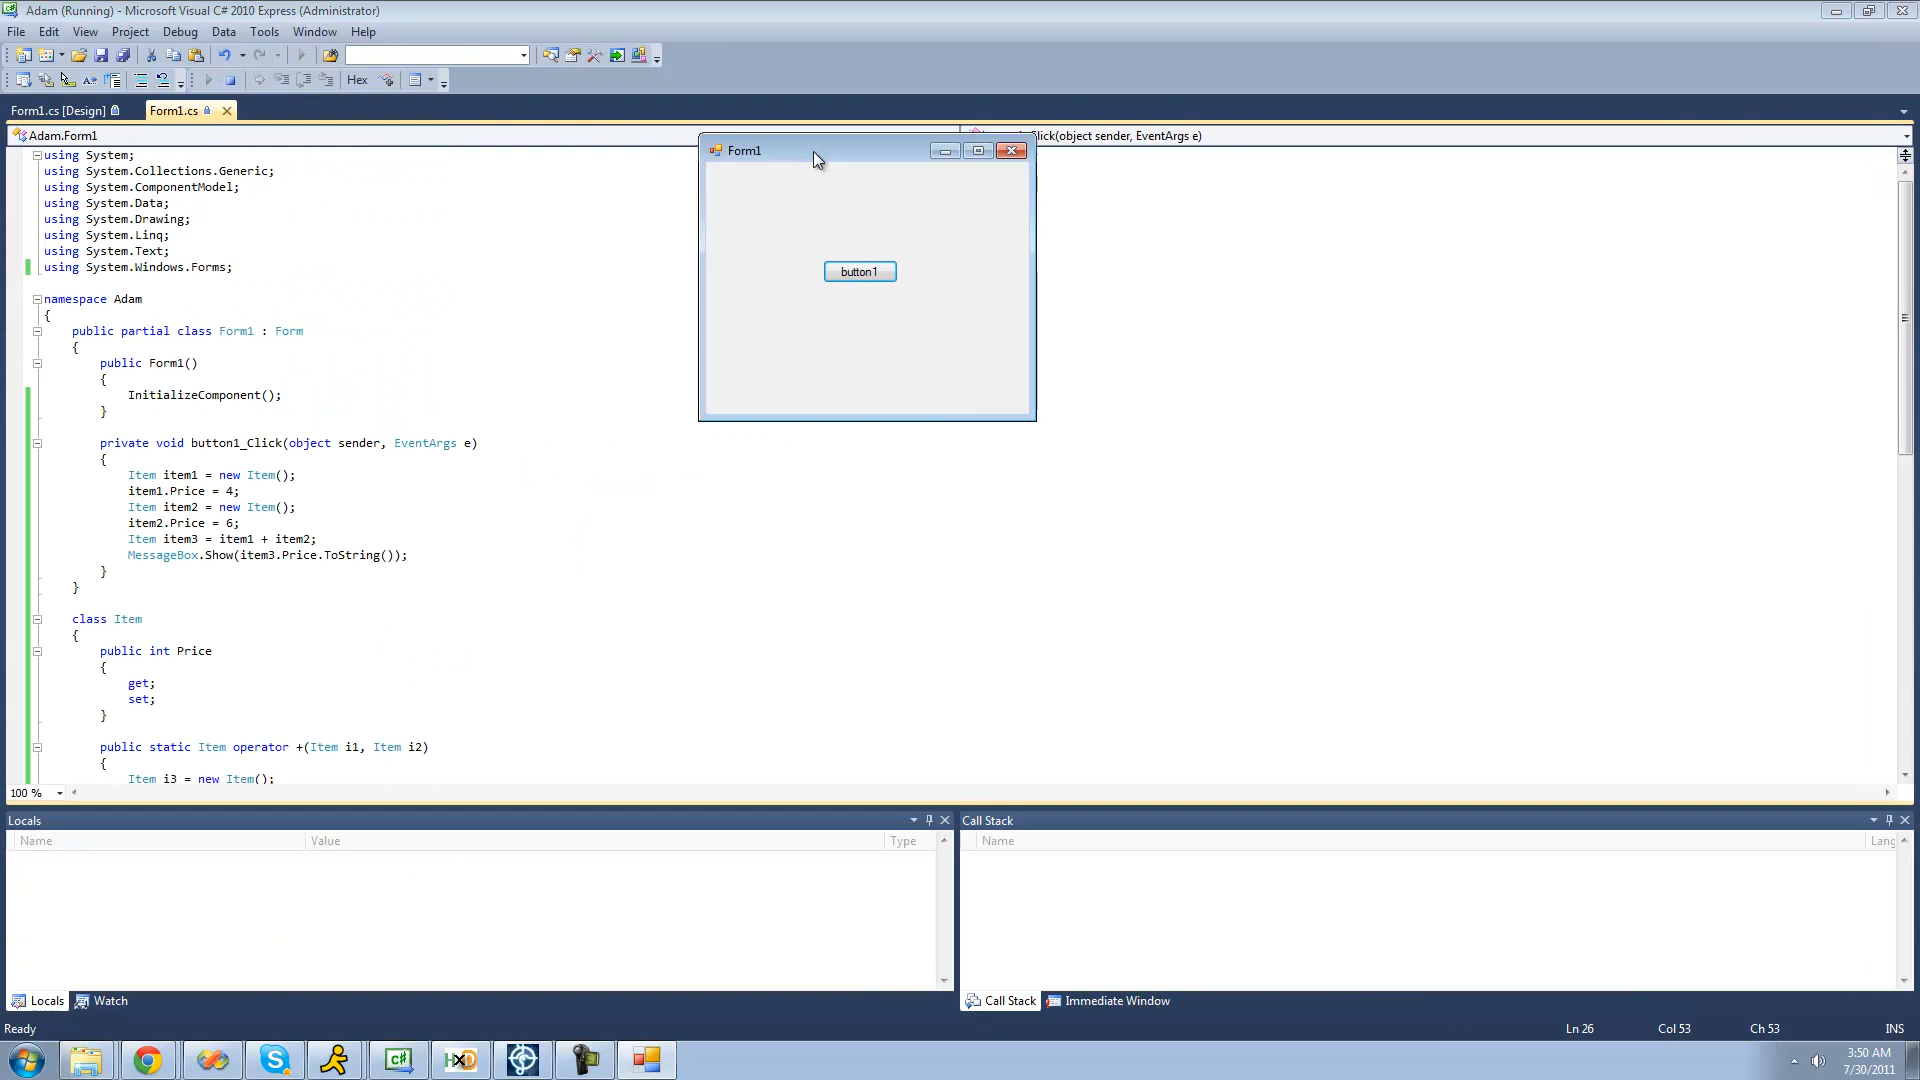 Adam (Running) - Microsoft Visual C# 2010 Express (Administrator)
File Edit View Project Debug Data Tools Window Help
Hex
Form1.cs [Design] Form1.cs
Adam.Form1
Click(object sender, EventArgs e)
Form1
button1
using System;
using System.Collections.Generic;
using System.ComponentModel;
using System.Data;
using System.Drawing;
using System.Linq;
using System.Text;
using System.Windows.Forms;
namespace Adam
{
public partial class Form1 : Form
{
public Form1()
{
InitializeComponent();
}
private void button1_Click(object sender, EventArgs e)
{
Item item1 = new Item();
item1.Price = 4;
Item item2 = new Item();
item2.Price = 6;
Item item3 = item1 + item2;
MessageBox.Show(item3.Price.ToString());
}
}
class Item
{
public int Price
{
get;
set;
}
public static Item operator +(Item i1, Item i2)
{
Item i3 = new Item();
100 %
Locals
Name Value Type
Call Stack
Name Lang
Locals Watch
Call Stack Immediate Window
Ready Ln 26 Col 53 Ch 53 INS
C#
HXD
3:50 AM
7/30/2011